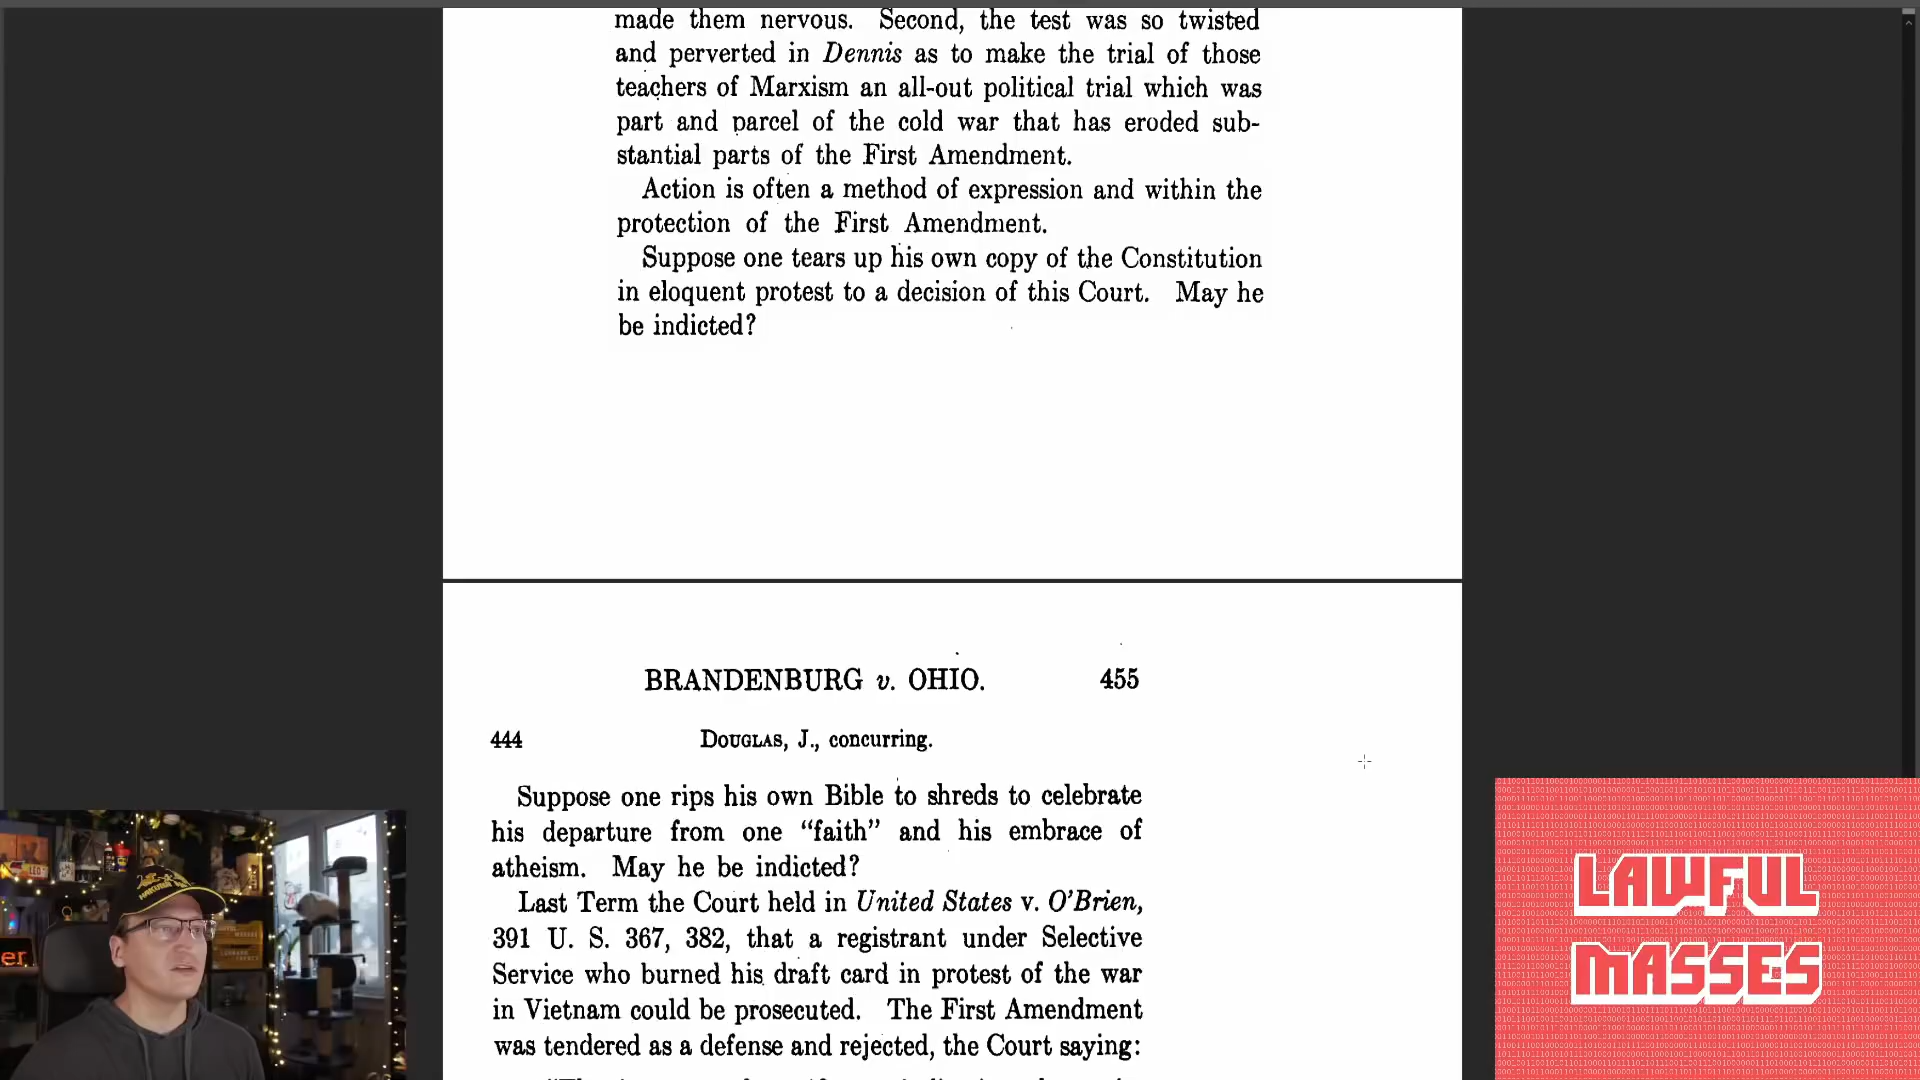 made them nervous. Second, the test was so twisted
and perverted in Dennis as to make the trial of those
teachers of Marxism an all-out political trial which was
part and parcel of the cold war that has eroded sub-
stantial parts of the First Amendment.
Action is often a method of expression and within the
protection of the First Amendment.
Suppose one tears up his own copy of the Constitution
in eloquent protest to a decision of this Court. May he
be indicted?
BRANDENBURG v. OHIO. 455
444 DOUGLAS, J., concurring.
Suppose one rips his own Bible to shreds to celebrate
his departure from one “faith” and his embrace of
atheism. May he be indicted?
Last Term the Court held in United States v. O'Brien,
391 U. S. 367, 382, that a registrant under Selective
Service who burned his draft card in protest of the war
in Vietnam could be prosecuted. The First Amendment
was tendered as a defense and rejected, the Court saying:
er
LAWFUL
MASSES